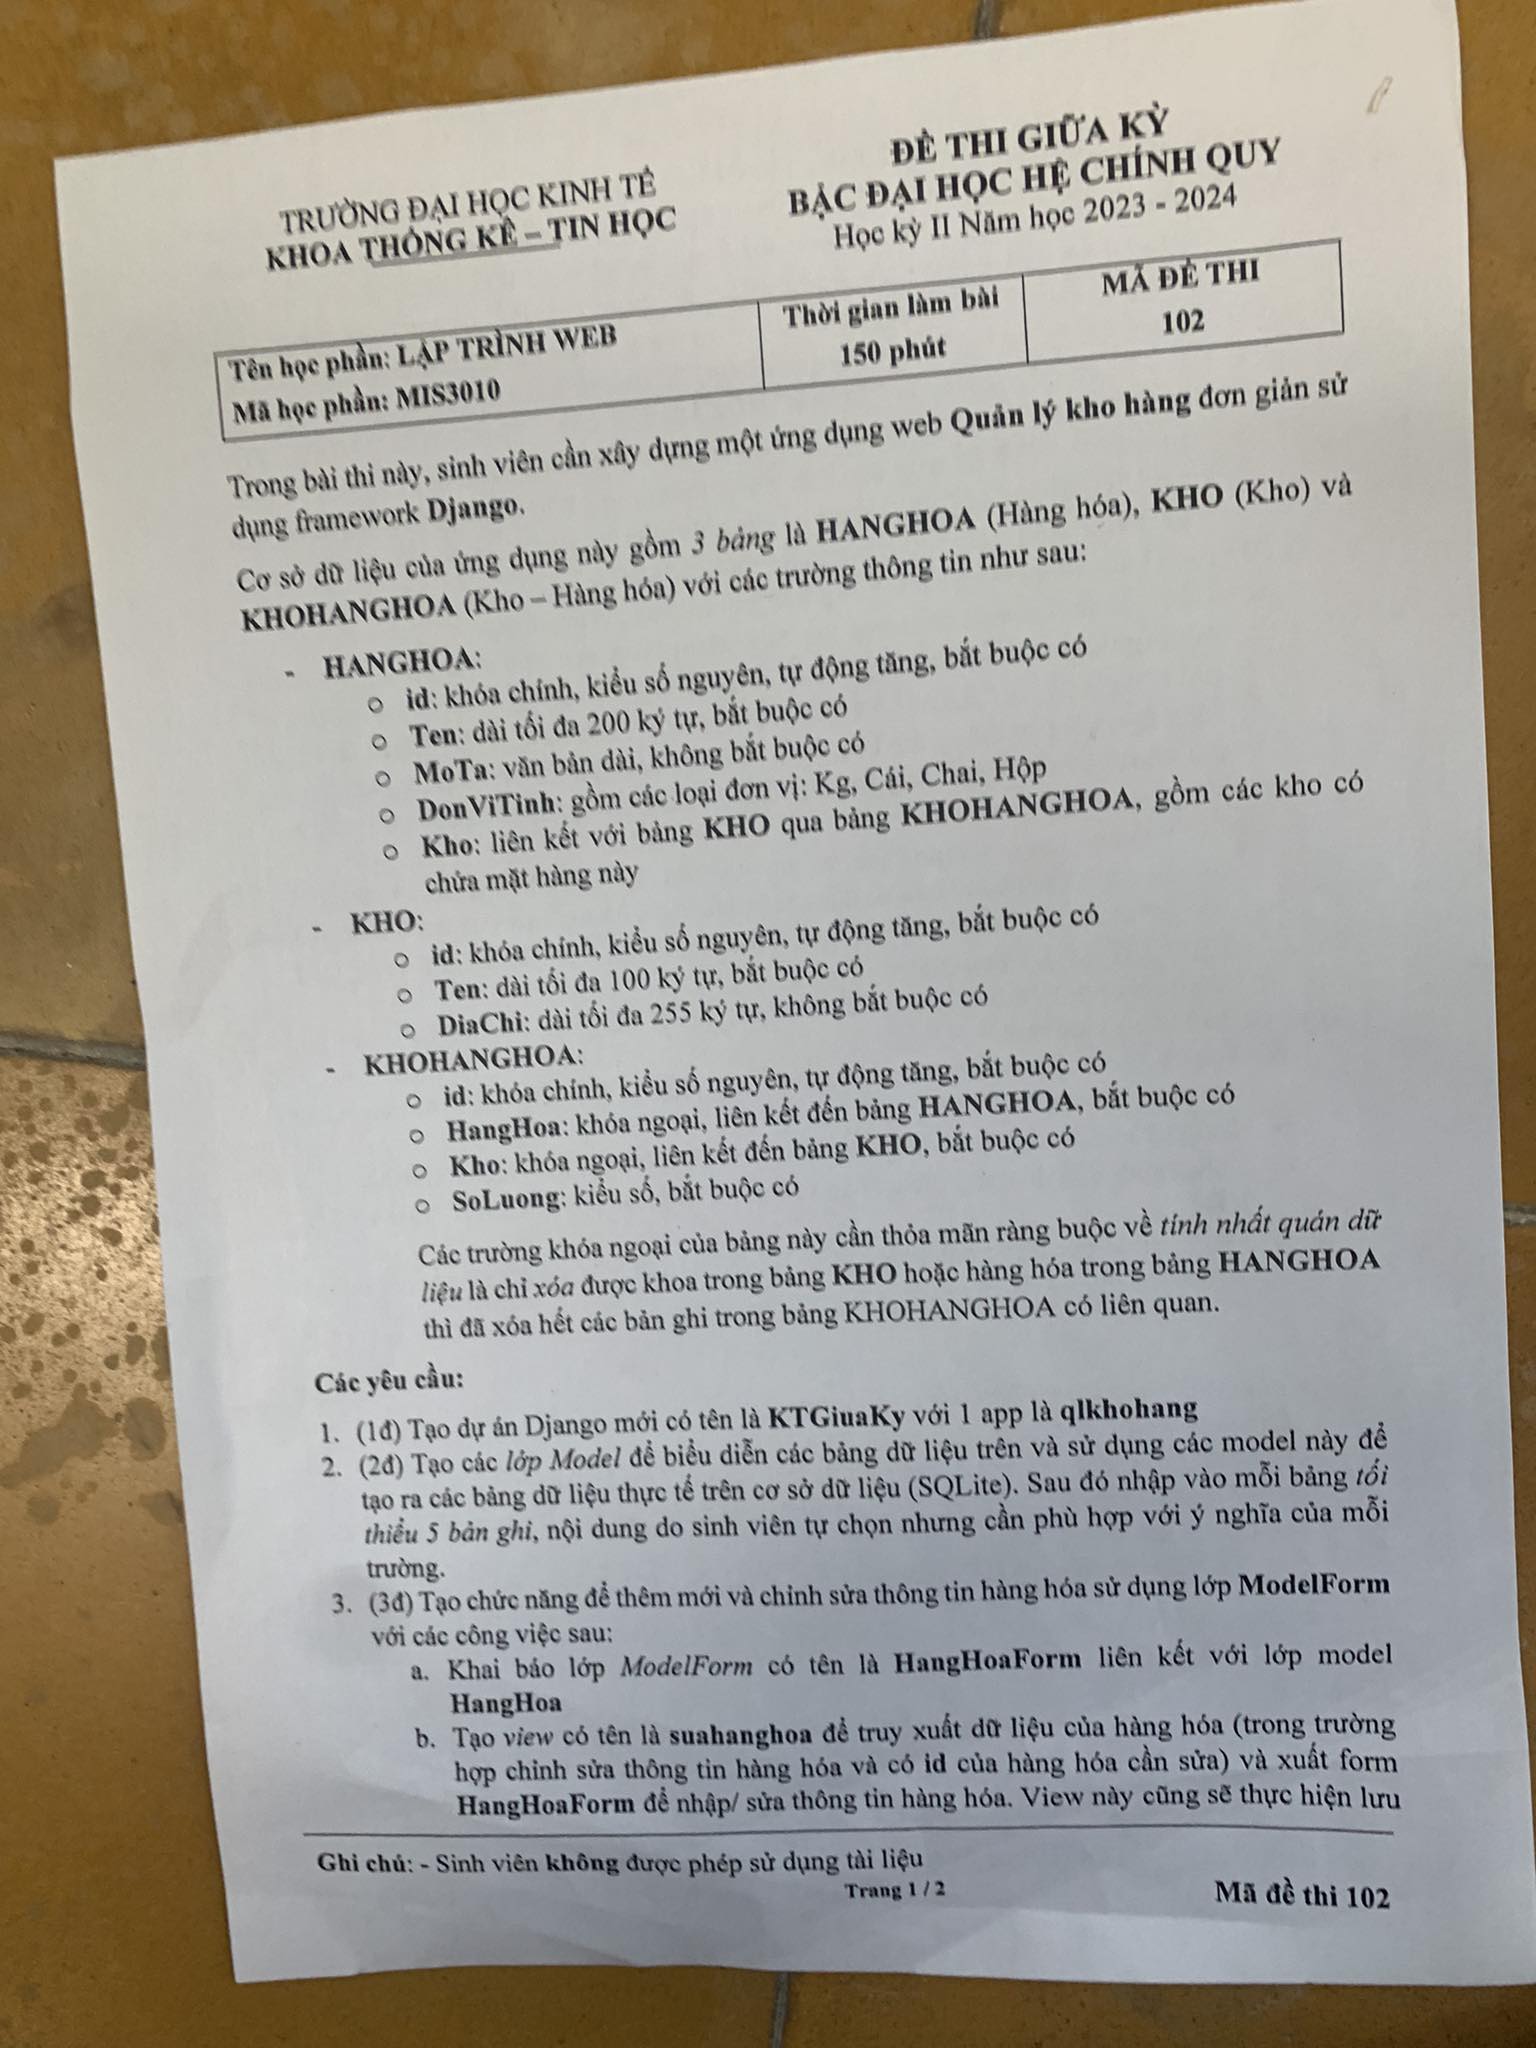 TRƯỜNG ĐẠI HỌC KINH TẾ
KHOA THỐNG KÊ – TIN HỌC
ĐỀ THI GIỮA KỲ
BẬC ĐẠI HỌC HỆ CHÍNH QUY
Học kỳ II Năm học 2023 - 2024
Tên học phần: LẬP TRÌNH WEB
Mã học phần: MIS3010
Thời gian làm bài
150 phút
MÃ ĐỀ THI
102
Trong bài thi này, sinh viên cần xây dựng một ứng dụng web Quản lý kho hàng đơn giản sử
dụng framework Django.
Cơ sở dữ liệu của ứng dụng này gồm 3 bảng là HANGHOA (Hàng hóa), KHO (Kho) và
KHOHANGHOA (Kho – Hàng hóa) với các trường thông tin như sau:
- HANGHOA:
o id: khóa chính, kiểu số nguyên, tự động tăng, bắt buộc có
o Ten: dài tối đa 200 ký tự, bắt buộc có
o MoTa: văn bản dài, không bắt buộc có
o DonViTinh: gồm các loại đơn vị: Kg, Cái, Chai, Hộp
o Kho: liên kết với bảng KHO qua bảng KHOHANGHOA, gồm các kho có
chứa mặt hàng này
- KHO:
o id: khóa chính, kiểu số nguyên, tự động tăng, bắt buộc có
o Ten: dài tối đa 100 ký tự, bắt buộc có
o DiaChi: dài tối đa 255 ký tự, không bắt buộc có
- KHOHANGHOA:
o id: khóa chính, kiểu số nguyên, tự động tăng, bắt buộc có
o HangHoa: khóa ngoại, liên kết đến bảng HANGHOA, bắt buộc có
o Kho: khóa ngoại, liên kết đến bảng KHO, bắt buộc có
o SoLuong: kiểu số, bắt buộc có
Các trường khóa ngoại của bảng này cần thỏa mãn ràng buộc về tính nhất quán dữ
liệu là chỉ xóa được khoa trong bảng KHO hoặc hàng hóa trong bảng HANGHOA
thì đã xóa hết các bản ghi trong bảng KHOHANGHOA có liên quan.
Các yêu cầu:
1. (1đ) Tạo dự án Django mới có tên là KTGiuaKy với 1 app là qlkhohang
2. (2đ) Tạo các lớp Model để biểu diễn các bảng dữ liệu trên và sử dụng các model này để
tạo ra các bảng dữ liệu thực tế trên cơ sở dữ liệu (SQLite). Sau đó nhập vào mỗi bảng tối
thiểu 5 bản ghi, nội dung do sinh viên tự chọn nhưng cần phù hợp với ý nghĩa của mỗi
trường.
3. (3đ) Tạo chức năng để thêm mới và chỉnh sửa thông tin hàng hóa sử dụng lớp ModelForm
với các công việc sau:
a. Khai báo lớp ModelForm có tên là HangHoaForm liên kết với lớp model
HangHoa
b. Tạo view có tên là suahanghoa để truy xuất dữ liệu của hàng hóa (trong trường
hợp chỉnh sửa thông tin hàng hóa và có id của hàng hóa cần sửa) và xuất form
HangHoaForm để nhập/ sửa thông tin hàng hóa. View này cũng sẽ thực hiện lưu
Ghi chú: - Sinh viên không được phép sử dụng tài liệu
Trang 1 / 2
Mã đề thi 102